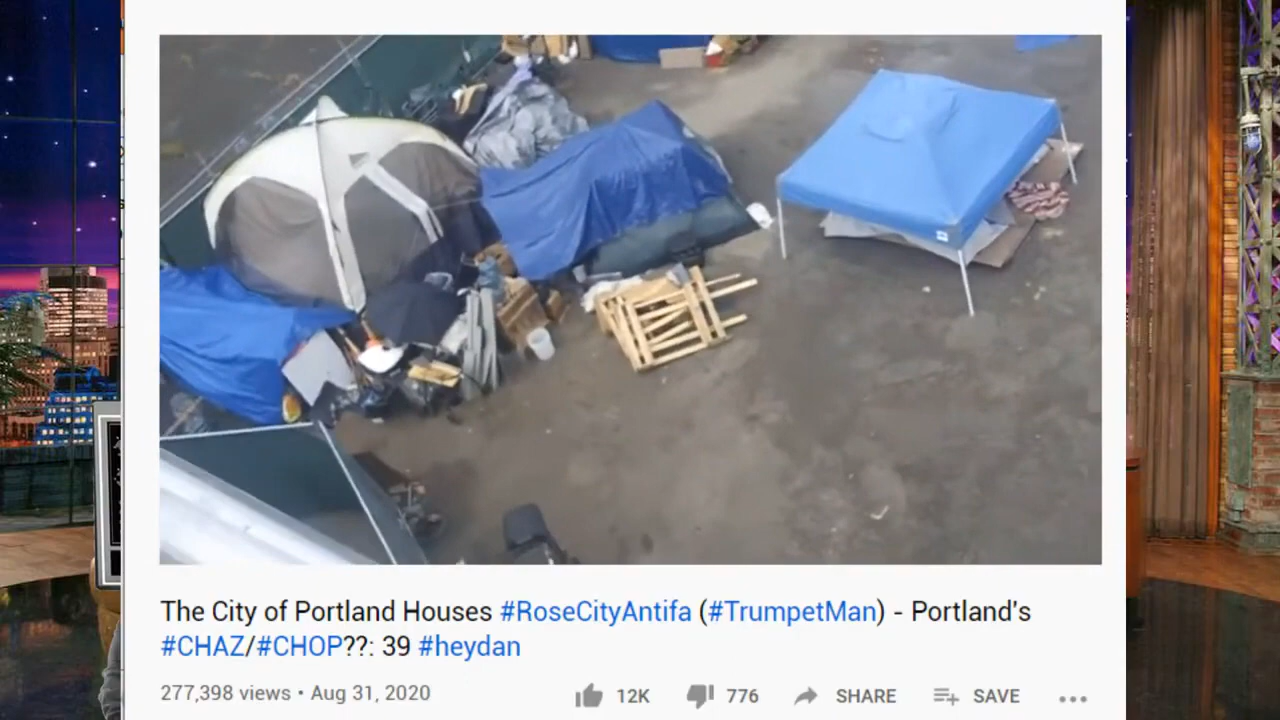 The City of Portland Houses #RoseCityAntifa (#TrumpetMan) - Portland's
#CHAZ/#CHOP??: 39 #heydan
277,398 views • Aug 31, 2020 12K 776 SHARE SAVE